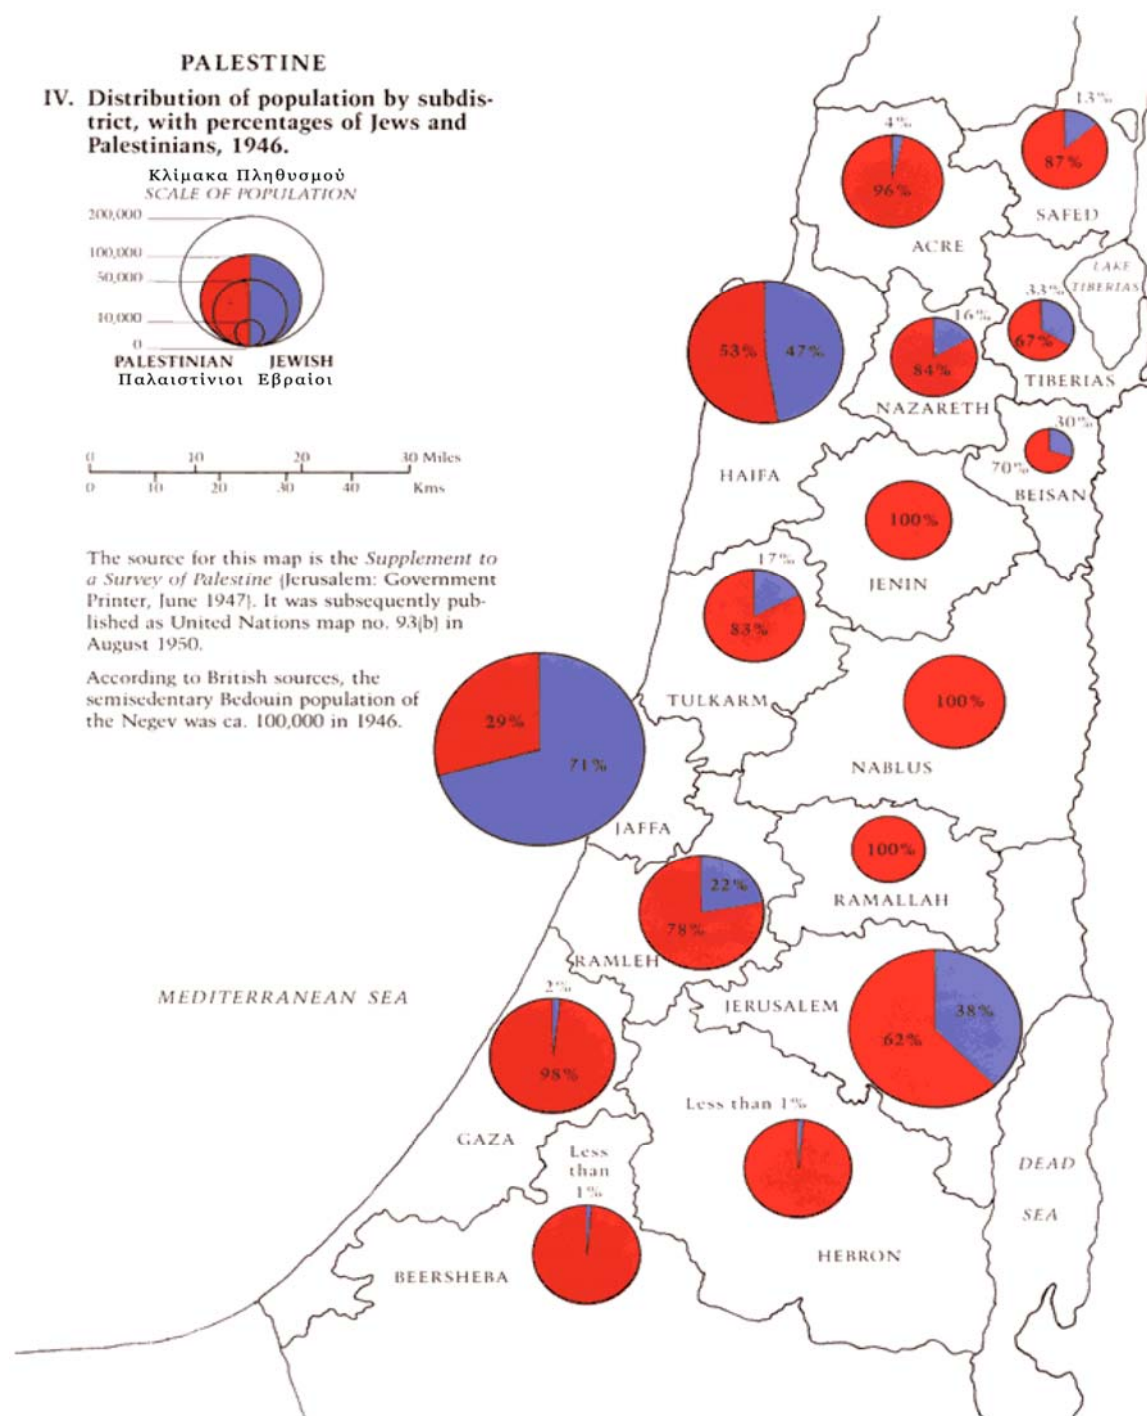 PALESTINE
IV. Distribution of population by subdis-
trict, with percentages of Jews and
Palestinians, 1946.
Κλίμακα Πληθυσμού
SCALE OF POPULATION
200,000
100,000
50,000
10,000
0
PALESTINIAN JEWISH
Παλαιστίνιοι Εβραίοι
0 10 20 30 Miles
0 10 20 30 40 Kms
The source for this map is the Supplement to
a Survey of Palestine (Jerusalem: Government
Printer, June 1947). It was subsequently pub-
lished as United Nations map no. 93(b) in
August 1950.
According to British sources, the
semisedentary Bedouin population of
the Negev was ca. 100,000 in 1946.
13%
87%
SAFED
4%
96%
ACRE
LAKE
TIBERIAS
33%
67%
TIBERIAS
16%
84%
NAZARETH
53% 47%
HAIFA
30%
70%
BEISAN
100%
JENIN
17%
83%
TULKARM
100%
NABLUS
29%
71%
JAFFA
100%
RAMALLAH
22%
78%
RAMLEH
MEDITERRANEAN SEA
JERUSALEM
38%
62%
2%
98%
GAZA
Less than 1%
HEBRON
Less
than
1%
BEERSHEBA
DEAD
SEA